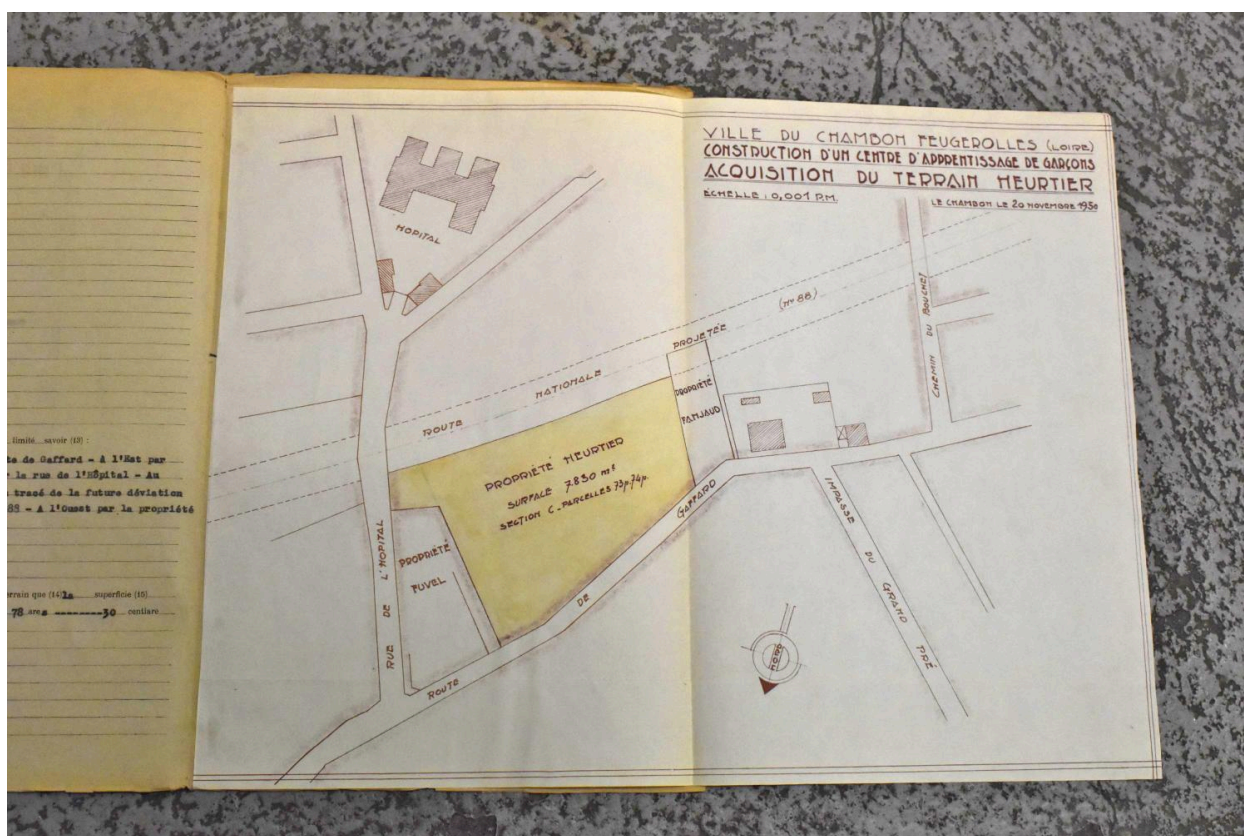 limité savoir (13) :
te de Gaffard - A l'Est par
la rue de l'Hôpital - Au
tracé de la future déviation
88 - A l'Ouest par la propriété
errain que (14) la superficie (15)
78 ares --------30 centiare
VILLE DU CHAMBON FEUGEROLLES (LOIRE)
CONSTRUCTION D'UN CENTRE D'APPRENTISSAGE DE GARÇONS
ACQUISITION DU TERRAIN HEURTIER
ÉCHELLE : 0,001 P.M.
LE CHAMBON LE 20 NOVEMBRE 1950
HOPITAL
ROUTE NATIONALE PROJETÉE (Nº 88)
CHEMIN DU BOUCHET
PROPRIÉTÉ
FANJAUD
PROPRIÉTÉ HEURTIER
SURFACE 7.830 m²
SECTION C - PARCELLES 73p. 74p.
PROPRIÉTÉ
FUVEL
RUE DE L'HOPITAL
ROUTE DE GAFFARD
IMPASSE DU GRAND PRÉ
NORD